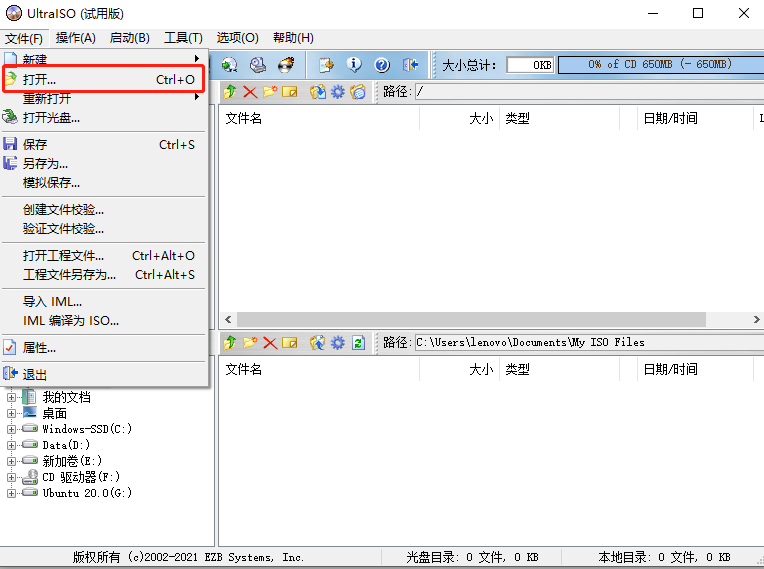 UltraISO (试用版)
文件(F) 操作(A) 启动(B) 工具(T) 选项(O) 帮助(H)
新建
打开... Ctrl+O
重新打开
打开光盘...
保存 Ctrl+S
另存为...
模拟保存...
创建文件校验...
验证文件校验...
打开工程文件... Ctrl+Alt+O
工程文件另存为... Ctrl+Alt+S
导入 IML...
IML 编译为 ISO...
属性...
退出
大小总计: 0KB 0% of CD 650MB (- 650MB)
路径: /
文件名 大小 类型 日期/时间 L
路径: C:\Users\lenovo\Documents\My ISO Files
文件名 大小 类型 日期/时间
我的文档
桌面
Windows-SSD(C:)
Data(D:)
新加卷(E:)
CD 驱动器(F:)
Ubuntu 20.0(G:)
版权所有 (c)2002-2021 EZB Systems, Inc. 光盘目录: 0 文件, 0 KB 本地目录: 0 文件, 0 KB